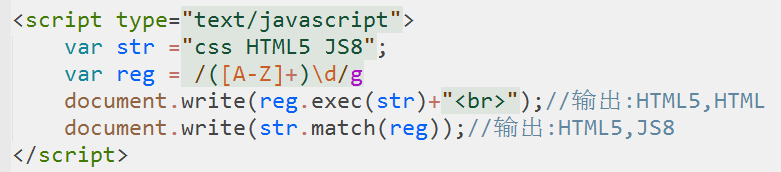 <script type="text/javascript">
var str ="css HTML5 JS8";
var reg = /([A-Z]+)\d/g
document.write(reg.exec(str)+"<br>");//输出:HTML5,HTML
document.write(str.match(reg));//输出:HTML5,JS8
</script>